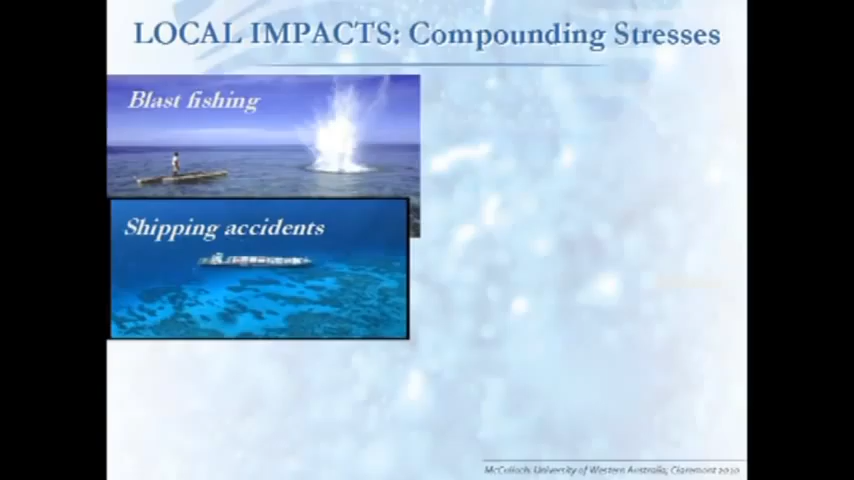 LOCAL IMPACTS: Compounding Stresses
Blast fishing
Shipping accidents
McCulloch: University of Western Australia, Claremont 2010